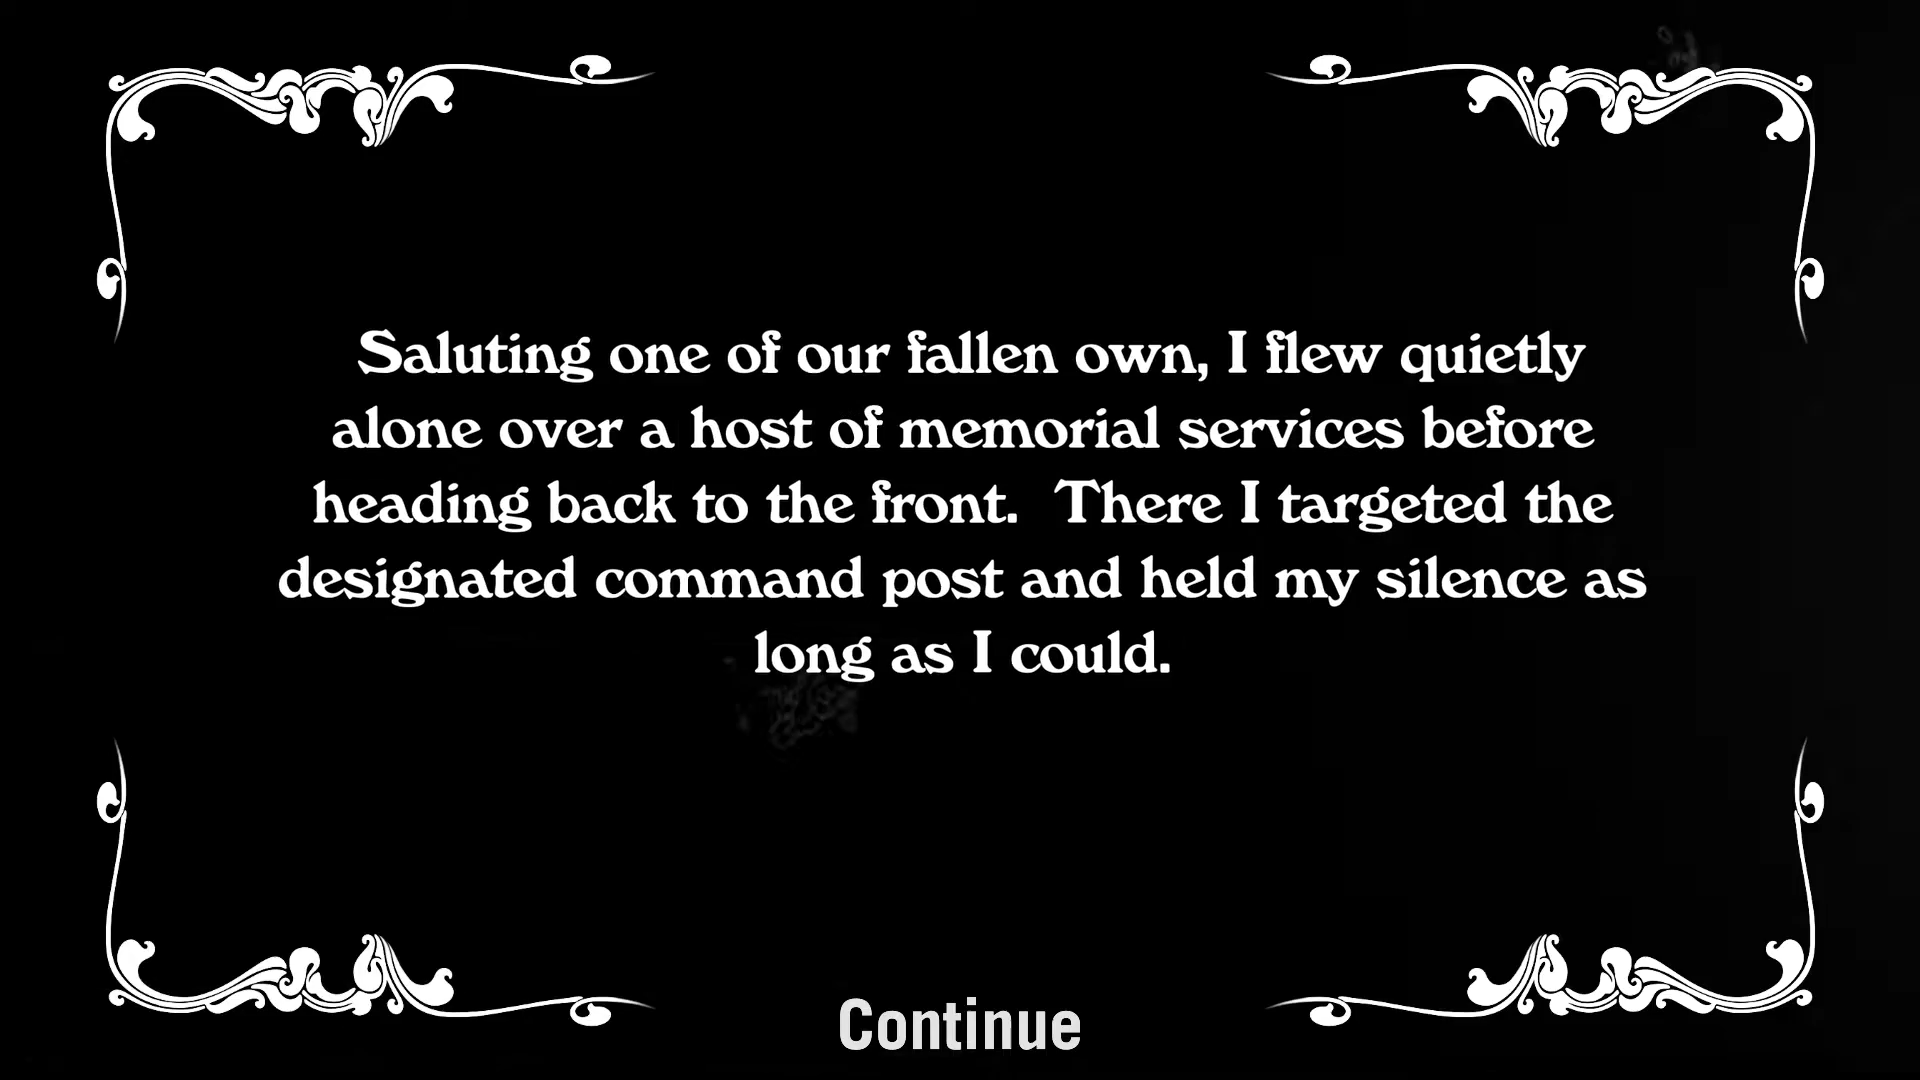 Saluting one of our fallen own, I flew quietly
alone over a host of memorial services before
heading back to the front.  There I targeted the
designated command post and held my silence as
long as I could.
Continue